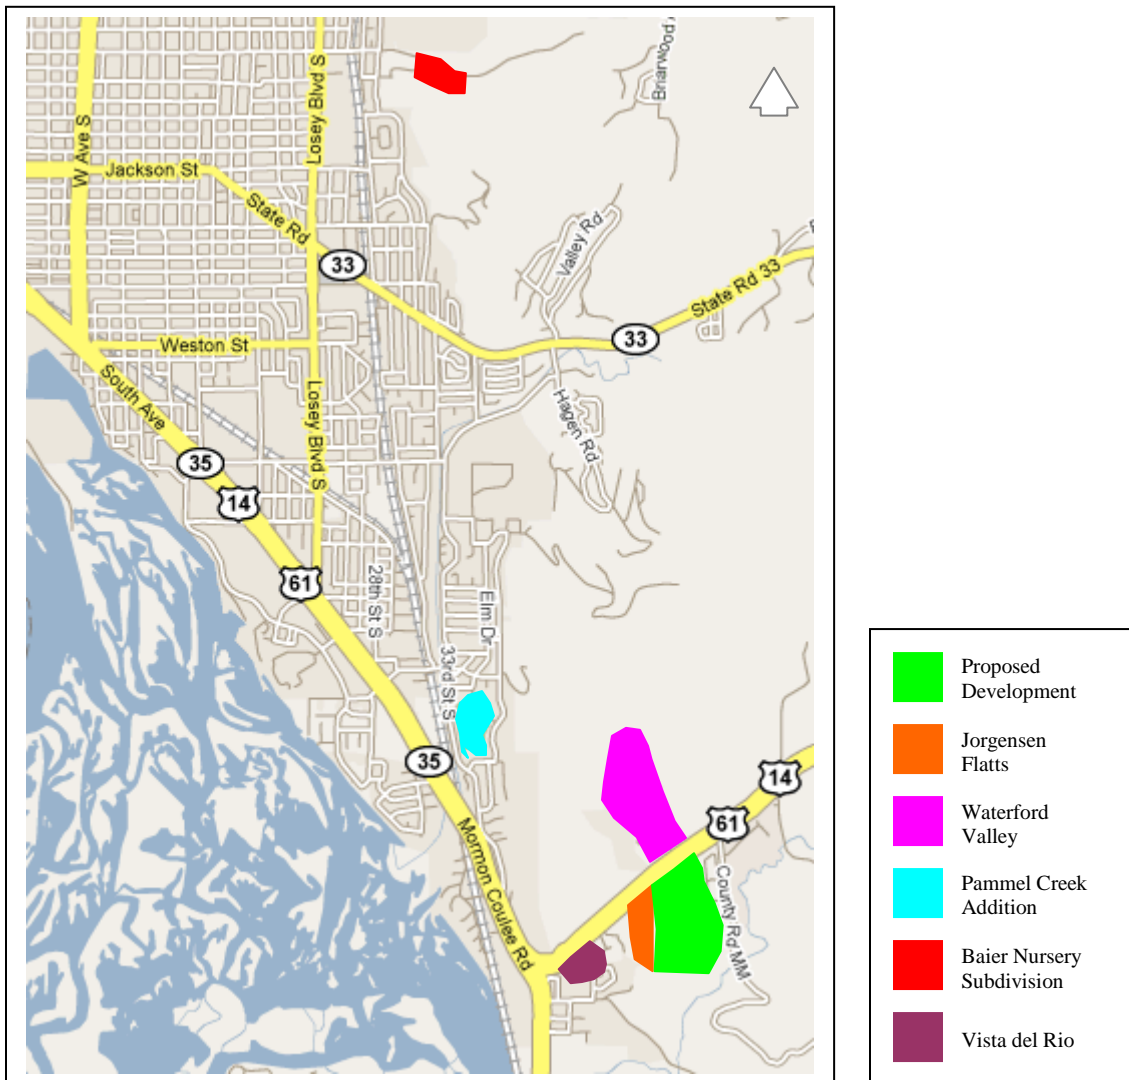 Losey Blvd S
W Ave S
Briarwood
Jackson St
State Rd
33
Valley Rd
State Rd 33
33
Weston St
South Ave
Losey Blvd S
Hagen Rd
35
14
61
28th St S
Elm Dr
33rd St S
35
Mormon Coulee Rd
14
61
County Rd MM
Proposed
Development
Jorgensen
Flatts
Waterford
Valley
Pammel Creek
Addition
Baier Nursery
Subdivision
Vista del Rio